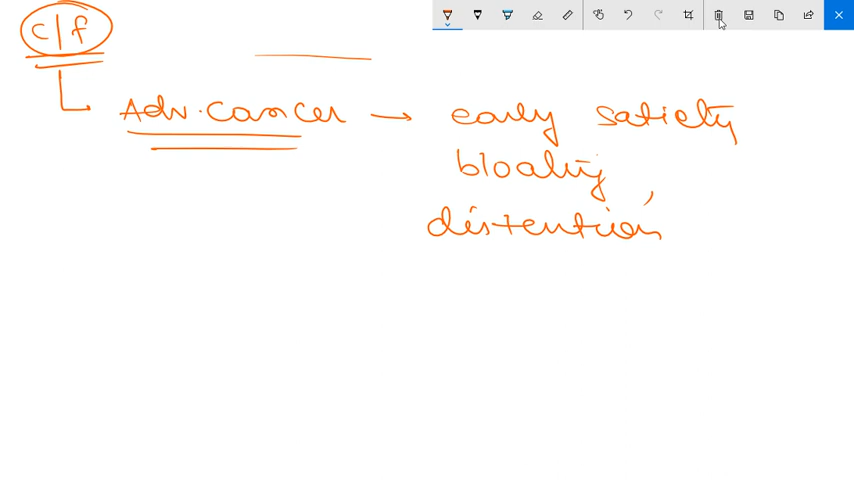 c/f
Adv. Cancer → early satiety
bloating,
distention